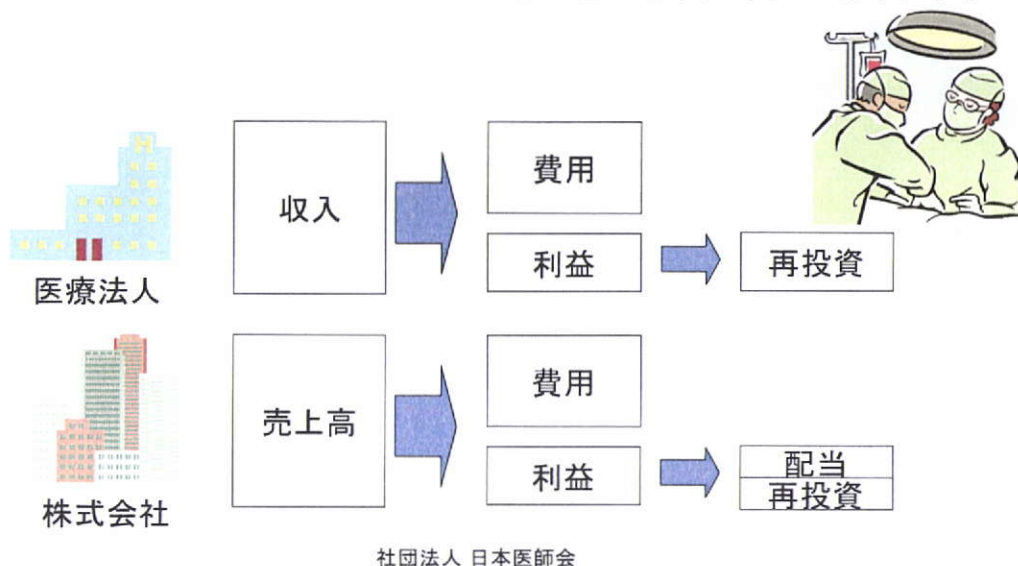 収入
費用
利益
再投資
医療法人
売上高
費用
利益
配当
再投資
株式会社
社団法人 日本医師会